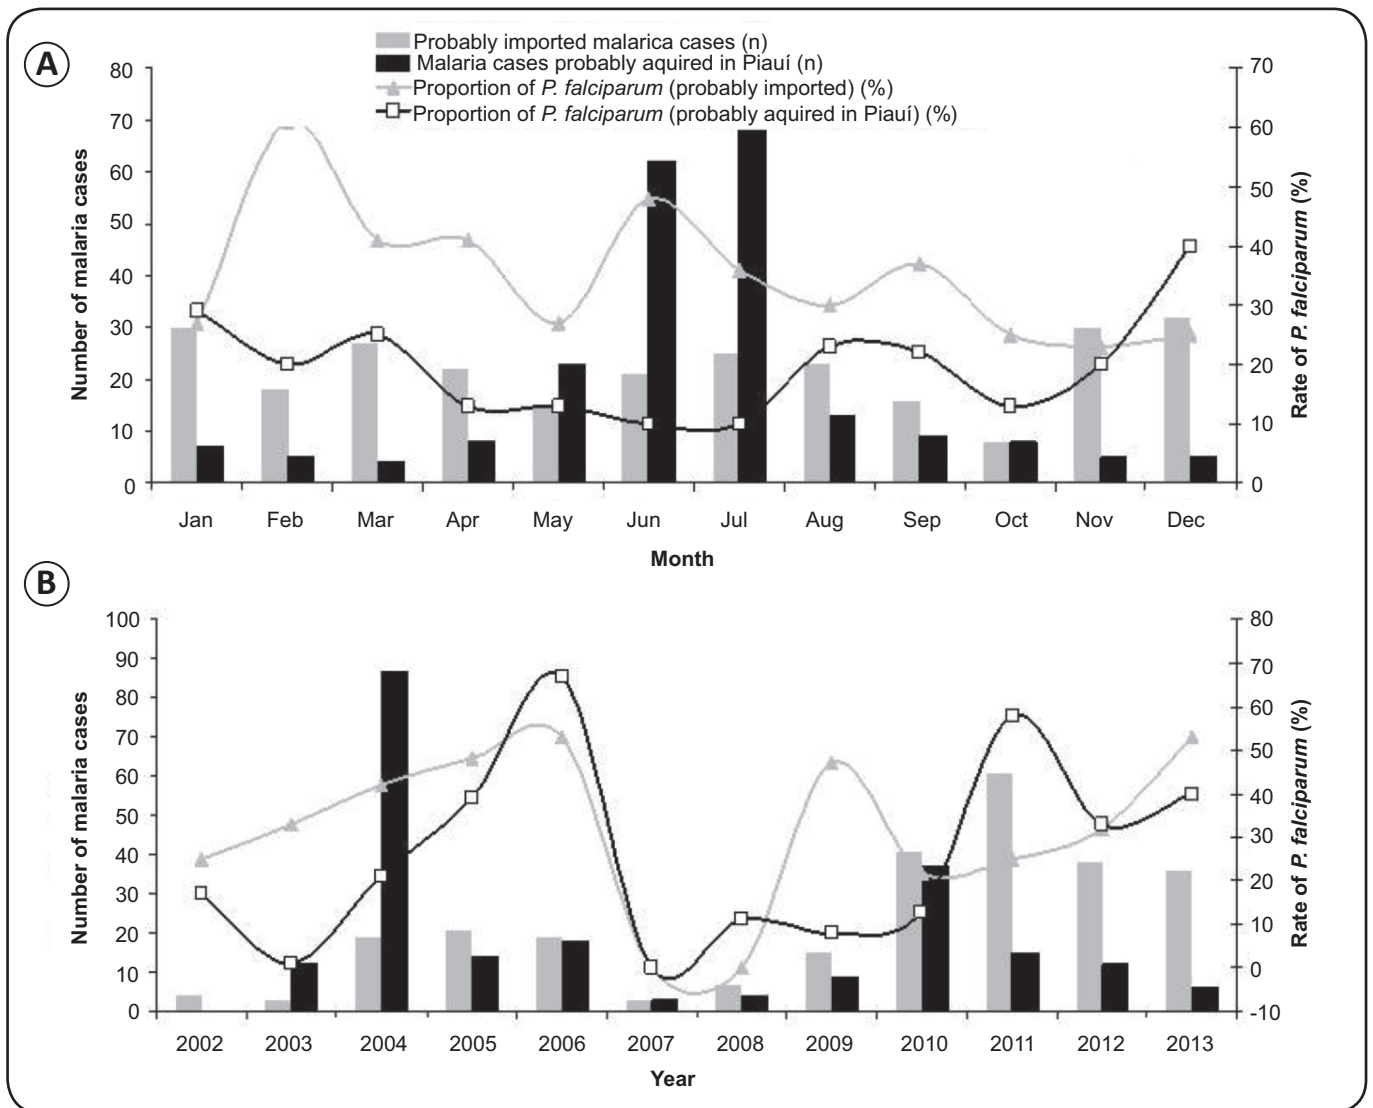 A
Probably imported malarica cases (n)
Malaria cases probably aquired in Piauí (n)
Proportion of P. falciparum (probably imported) (%)
Proportion of P. falciparum (probably aquired in Piauí) (%)
Number of malaria cases
80
70
60
50
40
30
20
10
0
70
60
50
40
30
20
10
0
Rate of P. falciparum (%)
Jan Feb Mar Apr May Jun Jul Aug Sep Oct Nov Dec
Month
B
Number of malaria cases
100
90
80
70
60
50
40
30
20
10
0
80
70
60
50
40
30
20
10
0
-10
Rate of P. falciparum (%)
2002 2003 2004 2005 2006 2007 2008 2009 2010 2011 2012 2013
Year